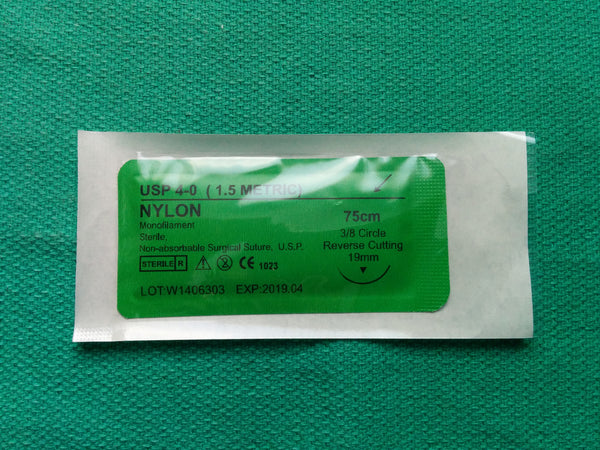 USP 4-0 ( 1.5 METRIC)
NYLON
Monofilament
Sterile,
Non-absorbable Surgical Suture, U.S.P.
STERILE R
CE 1023
LOT:W1406303 EXP:2019.04
75cm
3/8 Circle
Reverse Cutting
19mm